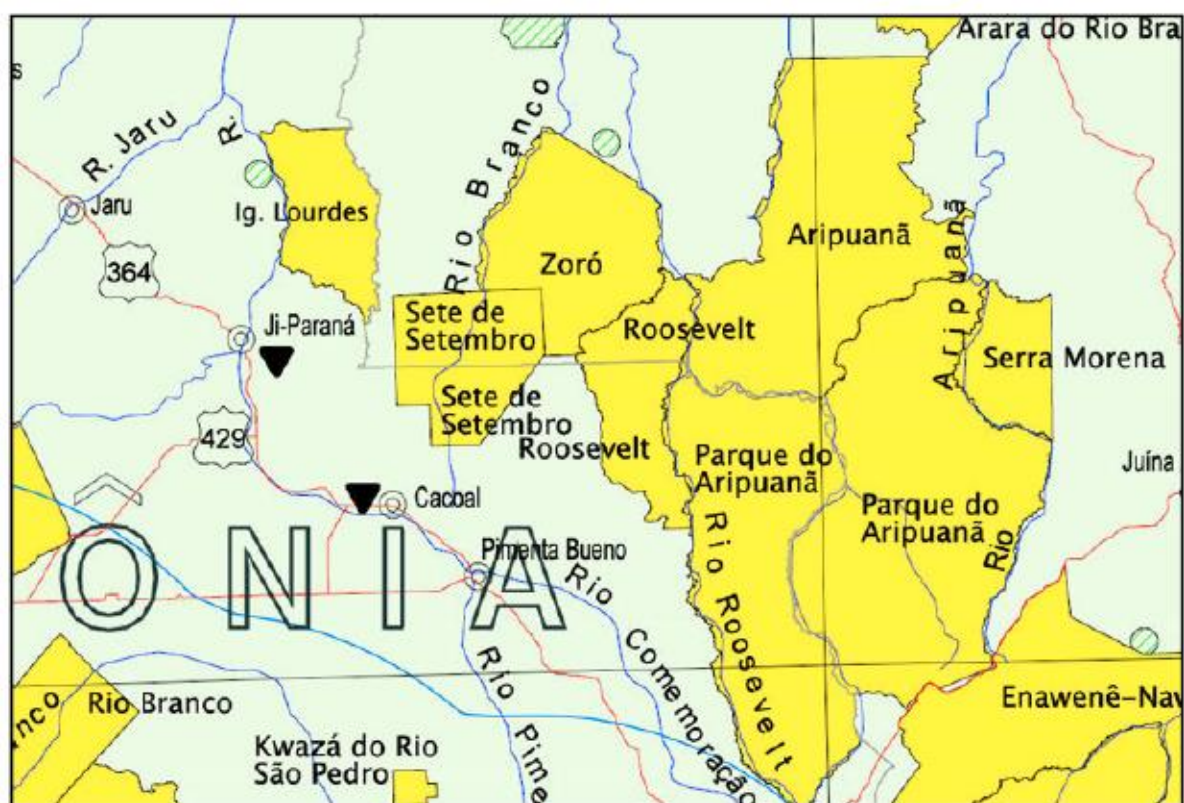 Arara do Rio Bra
s
R. Jaru
R.
Rio Branco
Jaru
Ig. Lourdes
Aripuanã
Aripuanã
364
Zoró
Ji-Paraná
Sete de
Setembro
Roosevelt
Serra Morena
Sete de
Setembro
429
Roosevelt
Parque do
Aripuanã
Juína
Cacoal
Parque do
Aripuanã
Rio
ÔNIA
Pimenta Bueno
Rio Comemoração
Rio Roosevelt
Rio Pime
nco
Rio Branco
Enawenê-Naw
Kwazá do Rio
São Pedro